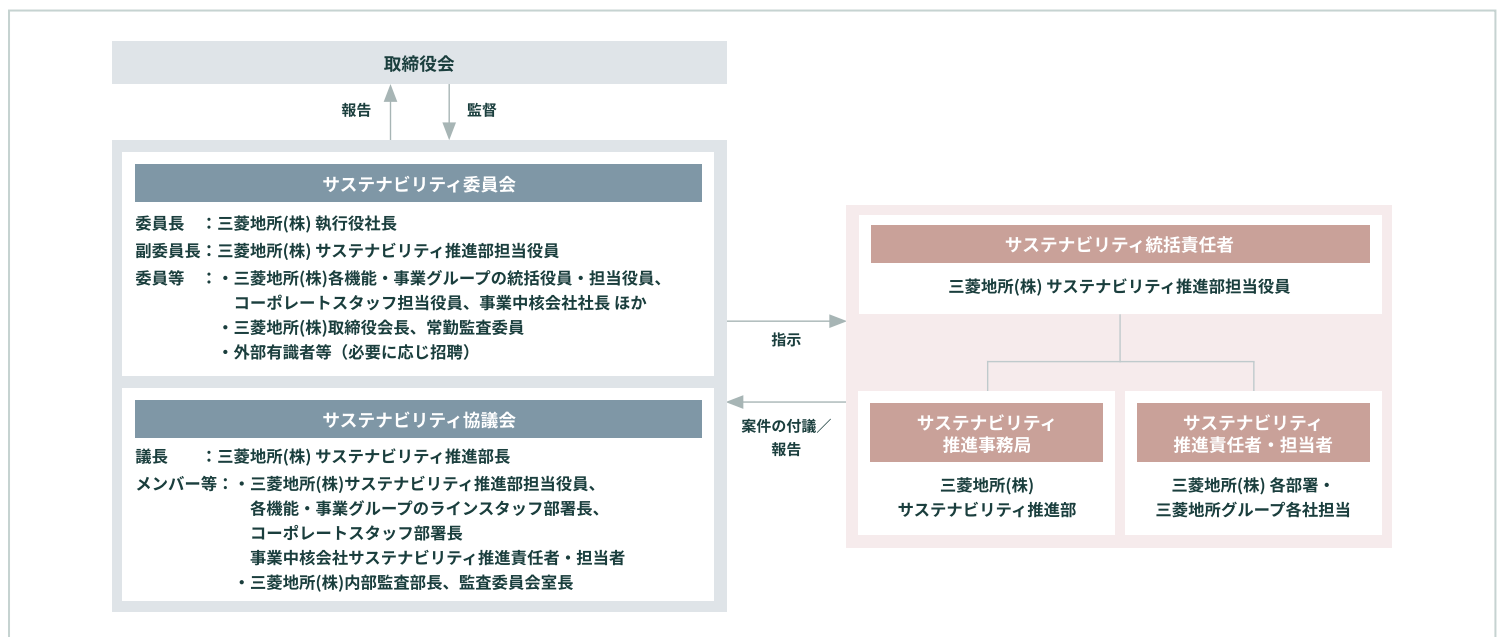 取締役会
報告
監督
サステナビリティ委員会
委員長　：三菱地所(株) 執行役社長
副委員長：三菱地所(株) サステナビリティ推進部担当役員
委員等　：・三菱地所(株)各機能・事業グループの統括役員・担当役員、
コーポレートスタッフ担当役員、事業中核会社社長 ほか
・三菱地所(株)取締役会長、常勤監査委員
・外部有識者等（必要に応じ招聘）
サステナビリティ協議会
議長　　：三菱地所(株) サステナビリティ推進部長
メンバー等：・三菱地所(株)サステナビリティ推進部担当役員、
各機能・事業グループのラインスタッフ部署長、
コーポレートスタッフ部署長
事業中核会社サステナビリティ推進責任者・担当者
・三菱地所(株)内部監査部長、監査委員会室長
指示
案件の付議／
報告
サステナビリティ統括責任者
三菱地所(株) サステナビリティ推進部担当役員
サステナビリティ
推進事務局
三菱地所(株)
サステナビリティ推進部
サステナビリティ
推進責任者・担当者
三菱地所(株) 各部署・
三菱地所グループ各社担当